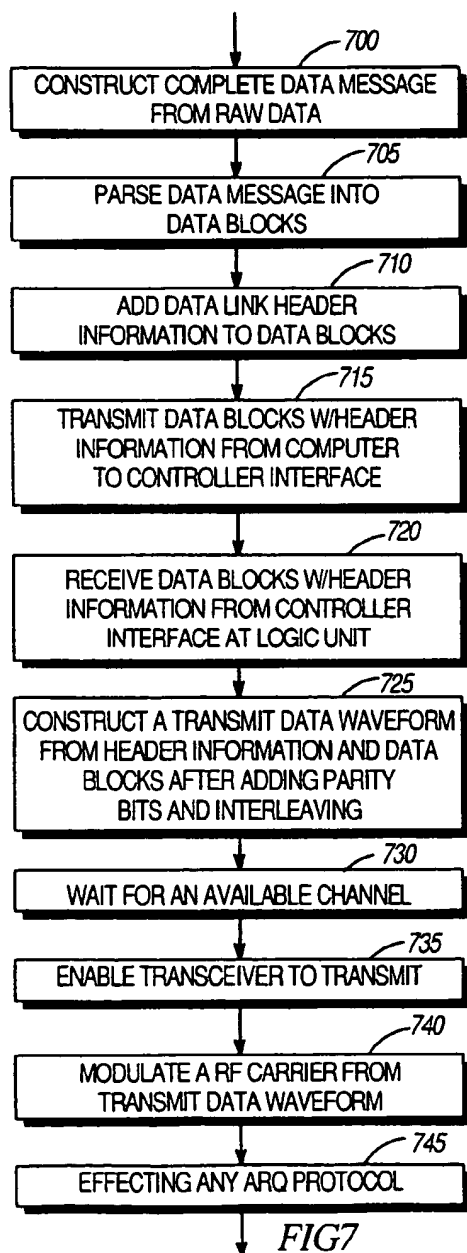 700
CONSTRUCT COMPLETE DATA MESSAGE
FROM RAW DATA
705
PARSE DATA MESSAGE INTO
DATA BLOCKS
710
ADD DATA LINK HEADER
INFORMATION TO DATA BLOCKS
715
TRANSMIT DATA BLOCKS W/HEADER
INFORMATION FROM COMPUTER
TO CONTROLLER INTERFACE
720
RECEIVE DATA BLOCKS W/HEADER
INFORMATION FROM CONTROLLER
INTERFACE AT LOGIC UNIT
725
CONSTRUCT A TRANSMIT DATA WAVEFORM
FROM HEADER INFORMATION AND DATA
BLOCKS AFTER ADDING PARITY
BITS AND INTERLEAVING
730
WAIT FOR AN AVAILABLE CHANNEL
735
ENABLE TRANSCEIVER TO TRANSMIT
740
MODULATE A RF CARRIER FROM
TRANSMIT DATA WAVEFORM
745
EFFECTING ANY ARQ PROTOCOL
FIG7